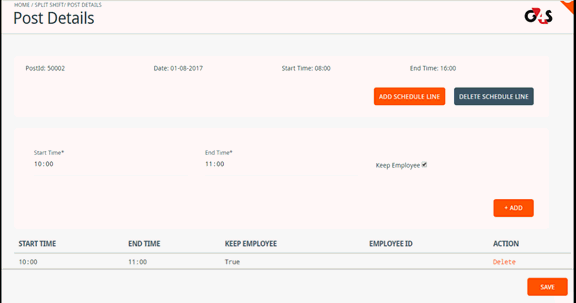 HOME / SPLIT SHIFT/ POST DETAILS
Post Details
G4S
PostId: 50002 Date: 01-08-2017 Start Time: 08:00 End Time: 16:00
ADD SCHEDULE LINE DELETE SCHEDULE LINE
Start Time* End Time*
10:00 11:00 Keep Employee
+ ADD
START TIME END TIME KEEP EMPLOYEE EMPLOYEE ID ACTION
10:00 11:00 True Delete
SAVE